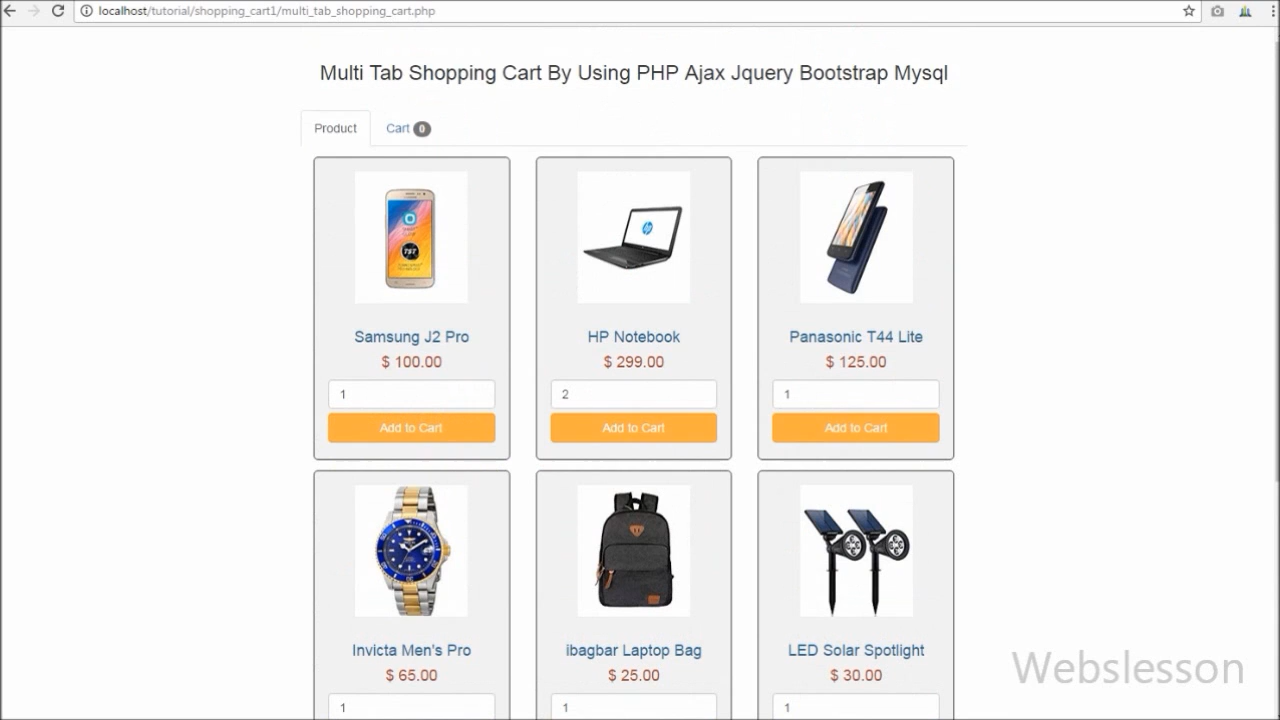 localhost/tutorial/shopping_cart1/multi_tab_shopping_cart.php
Multi Tab Shopping Cart By Using PHP Ajax Jquery Bootstrap Mysql
Product Cart 0
Samsung J2 Pro HP Notebook Panasonic T44 Lite
$ 100.00 $ 299.00 $ 125.00
1 2 1
Add to Cart Add to Cart Add to Cart
Invicta Men's Pro ibagbar Laptop Bag LED Solar Spotlight
$ 65.00 $ 25.00 $ 30.00
1 1 1
Webslesson